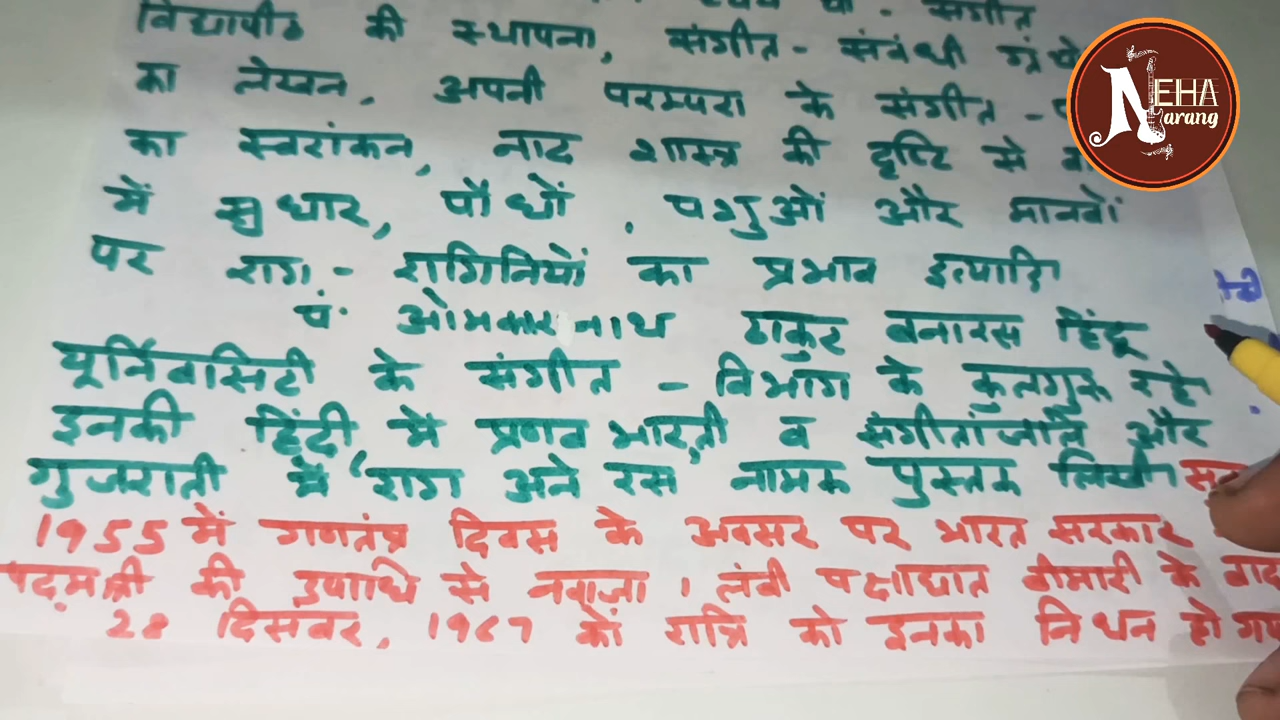 संगीत
विद्यापीठ की स्थापना, संगीत - संबंधी
का लेखन, अपनी परम्परा के संगीत -
का स्वरांकन, नाट शास्त्र की दृष्टि से
में सुधार, पौधों, पशुओं और मानवों
पर राग - रागिनियों का प्रभाव इत्यादि
पं. ओमकारनाथ ठाकुर बनारस हिंदू
यूनिवर्सिटी के संगीत - विभाग के कुलगुरू रहे
इनकी हिंदी में प्रणव भारती व संगीतांजलि और
गुजराती में 'राग अने रस' नामक पुस्तक लिखी
1955 में गणतंत्र दिवस के अवसर पर भारत सरकार
पद्मश्री की उपाधि से नवाजा। लंबी पक्षाघात बीमारी के बाद
28 दिसंबर, 1967 को रात्रि को इनका निधन हो
NEHA
Narang